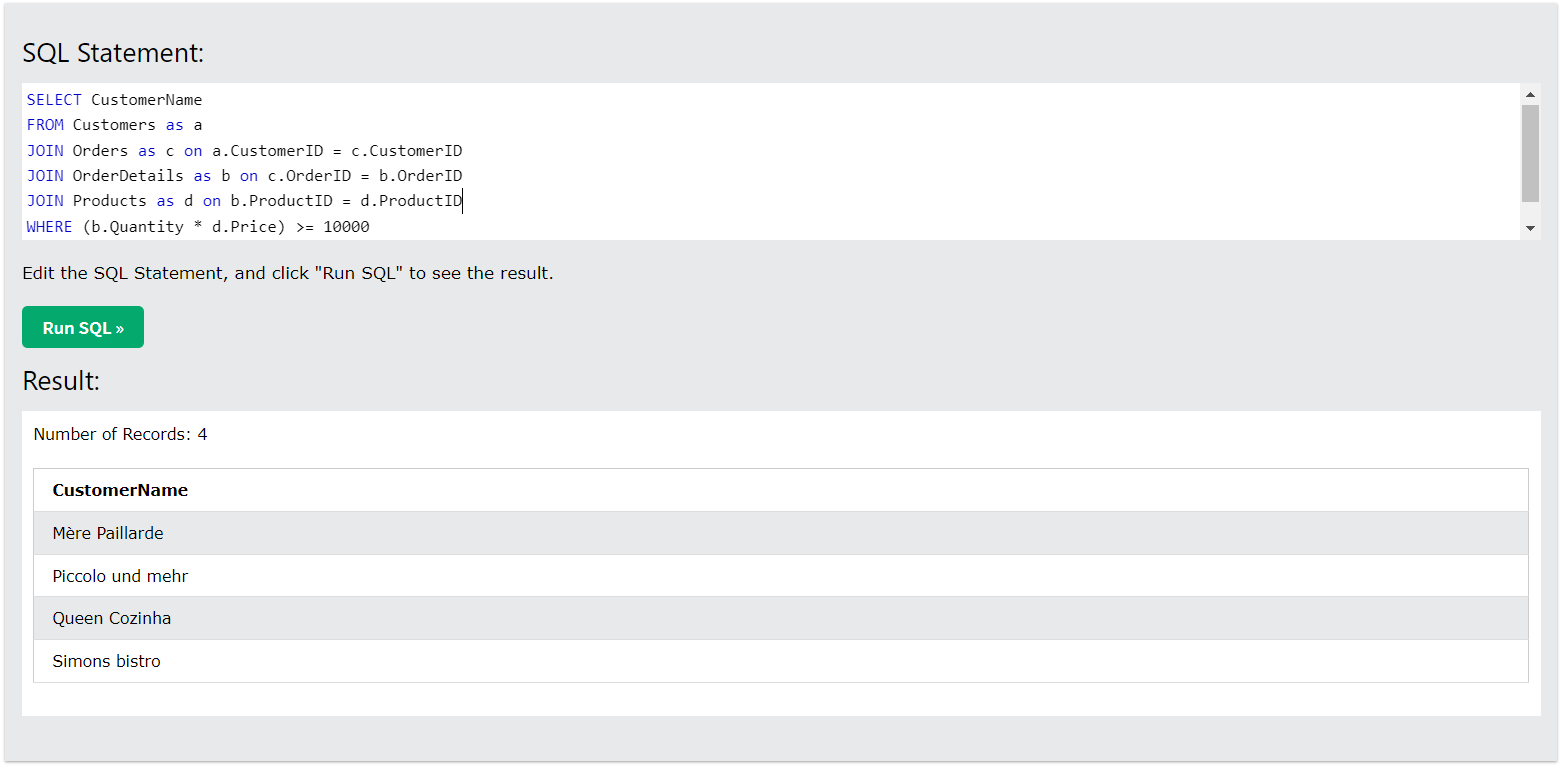 SQL Statement:
SELECT CustomerName
FROM Customers as a
JOIN Orders as c on a.CustomerID = c.CustomerID
JOIN OrderDetails as b on c.OrderID = b.OrderID
JOIN Products as d on b.ProductID = d.ProductID
WHERE (b.Quantity * d.Price) >= 10000
Edit the SQL Statement, and click "Run SQL" to see the result.
Run SQL »
Result:
Number of Records: 4
CustomerName
Mère Paillarde
Piccolo und mehr
Queen Cozinha
Simons bistro